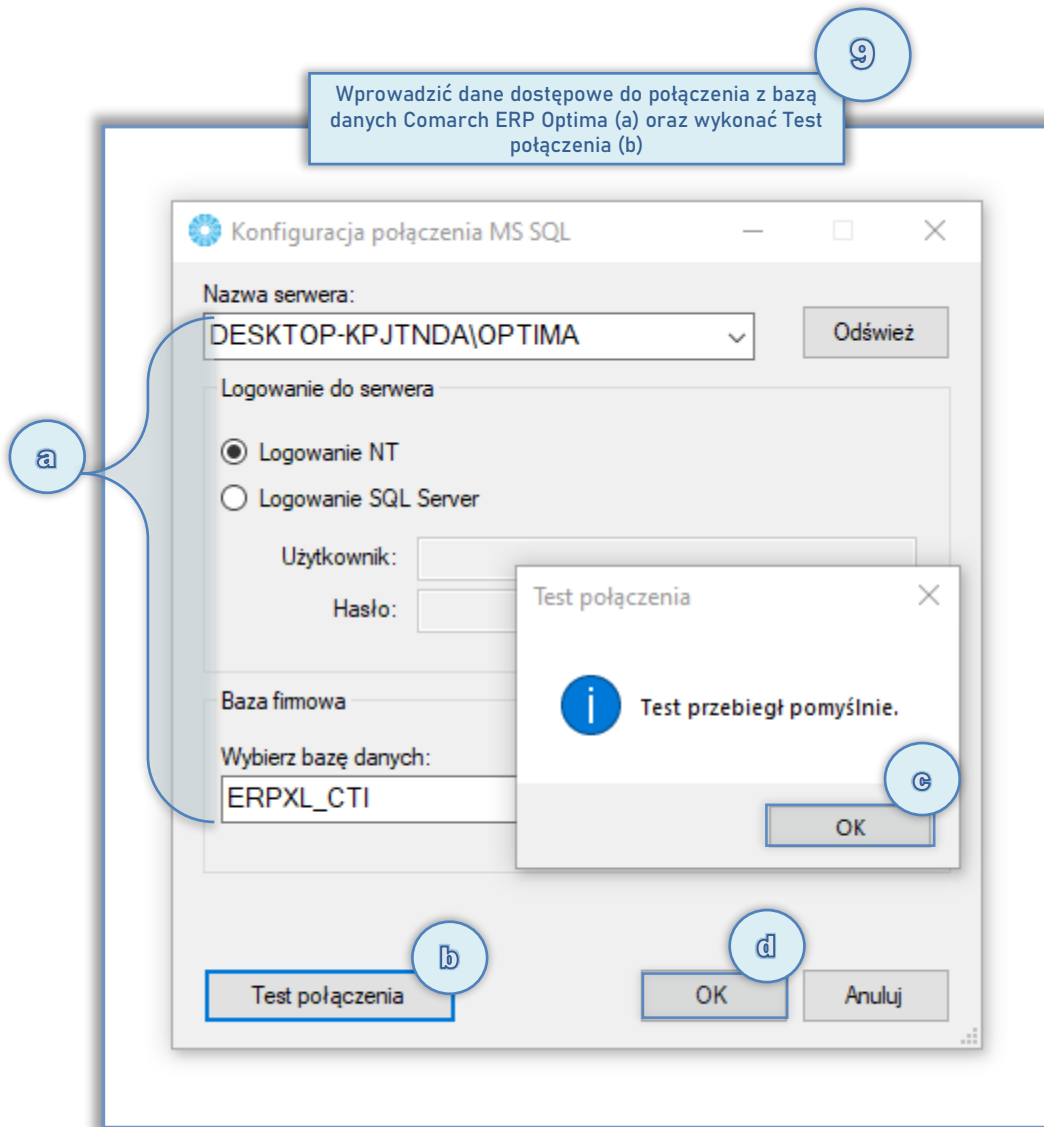 9
Wprowadzić dane dostępowe do połączenia z bazą
danych Comarch ERP Optima (a) oraz wykonać Test
połączenia (b)
Konfiguracja połączenia MS SQL
Nazwa serwera:
DESKTOP-KPJTNDA\OPTIMA
Odśwież
Logowanie do serwera
a
Logowanie NT
Logowanie SQL Server
Użytkownik:
Hasło:
Test połączenia
Test przebiegł pomyślnie.
c
OK
Baza firmowa
Wybierz bazę danych:
ERPXL_CTI
b
d
Test połączenia
OK
Anuluj